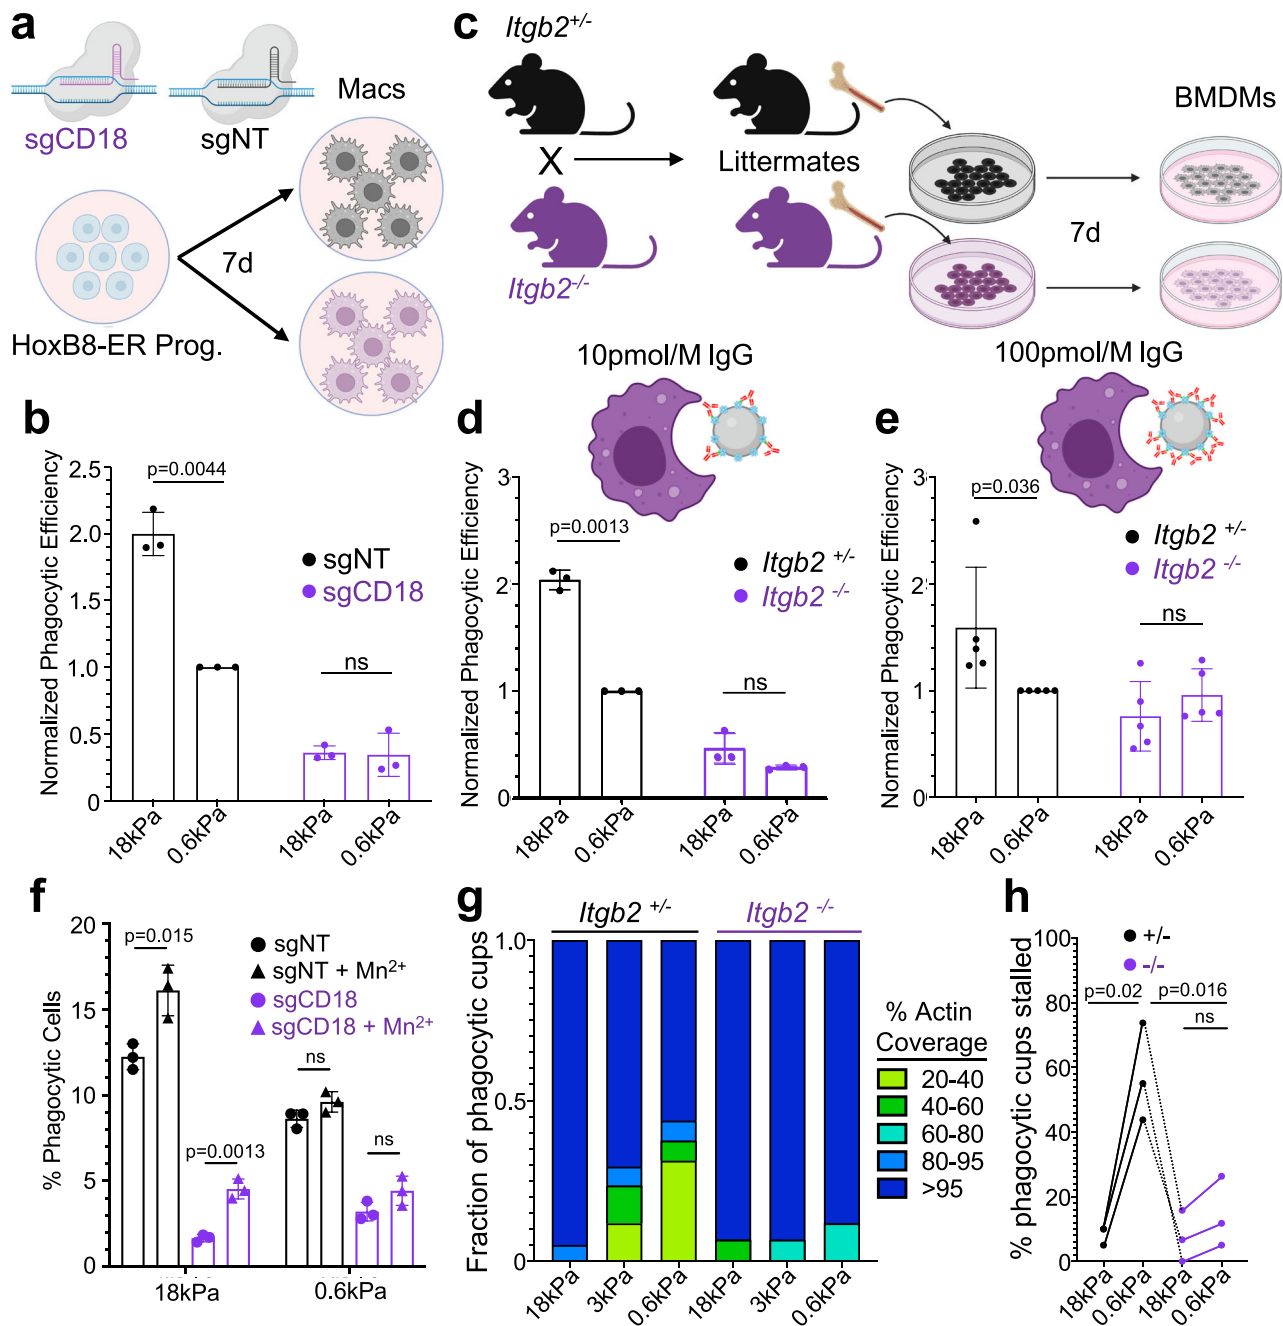 a
sgCD18
sgNT
Macs
7d
HoxB8-ER Prog.
c
Itgb2+/-
X
Itgb2-/-
Littermates
7d
BMDMs
b
Normalized Phagocytic Efficiency
2.5
2.0
1.5
1.0
0.5
0
p=0.0044
ns
sgNT
sgCD18
18kPa
0.6kPa
18kPa
0.6kPa
d
10pmol/M IgG
Normalized Phagocytic Efficiency
3
2
1
0
p=0.0013
ns
Itgb2 +/-
Itgb2 -/-
18kPa
0.6kPa
18kPa
0.6kPa
e
100pmol/M IgG
Normalized Phagocytic Efficiency
3
2
1
0
p=0.036
ns
Itgb2 +/-
Itgb2 -/-
18kPa
0.6kPa
18kPa
0.6kPa
f
% Phagocytic Cells
20
15
10
5
0
p=0.015
p=0.0013
ns
ns
sgNT
sgNT + Mn2+
sgCD18
sgCD18 + Mn2+
18kPa
0.6kPa
g
Itgb2 +/-
Itgb2 -/-
Fraction of phagocytic cups
1.0
0.5
0
18kPa
3kPa
0.6kPa
18kPa
3kPa
0.6kPa
% Actin
Coverage
20-40
40-60
60-80
80-95
>95
h
% phagocytic cups stalled
100
80
60
40
20
0
+/-
-/-
p=0.02
p=0.016
ns
18kPa
0.6kPa
18kPa
0.6kPa